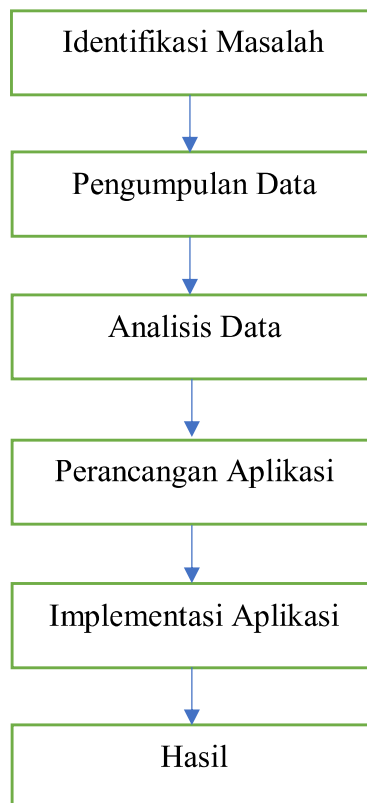 Identifikasi Masalah
Pengumpulan Data
Analisis Data
Perancangan Aplikasi
Implementasi Aplikasi
Hasil